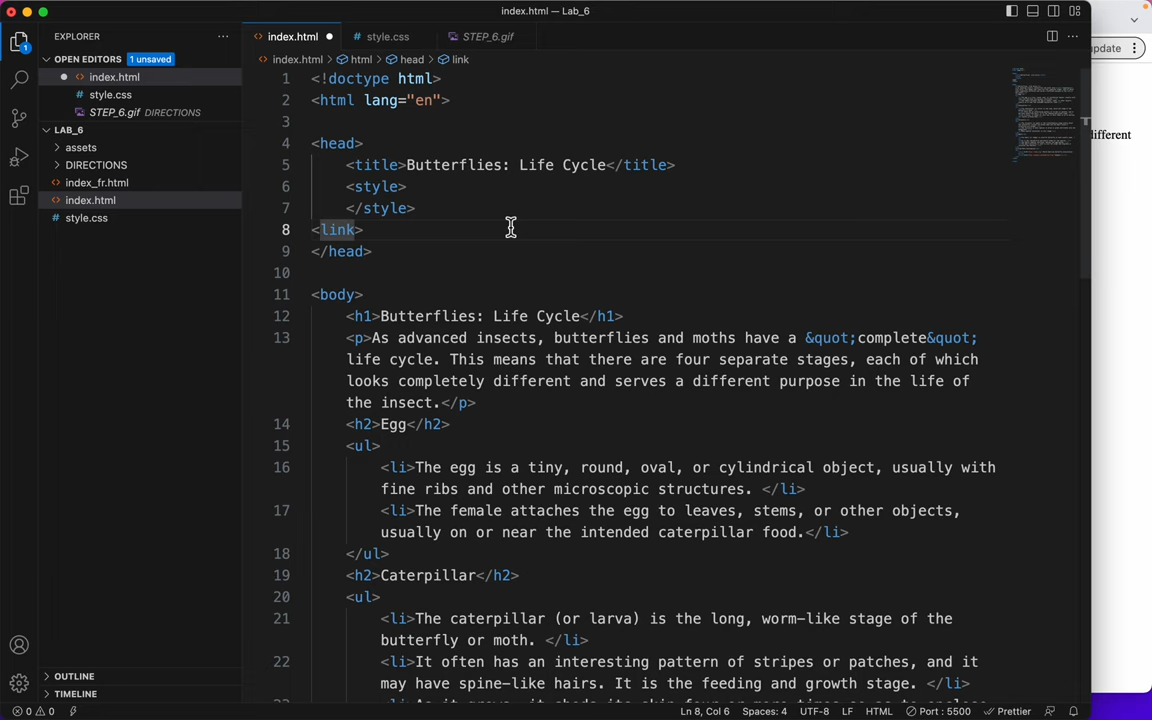 index.html — Lab_6
EXPLORER
index.html
style.css
STEP_6.gif
update
OPEN EDITORS 1 unsaved
index.html > html > head > link
index.html
style.css
STEP_6.gif DIRECTIONS
LAB_6
assets
DIRECTIONS
index_fr.html
index.html
style.css
1 <!doctype html>
2 <html lang="en">
3
4 <head>
5 <title>Butterflies: Life Cycle</title>
6 <style>
7 </style>
8 <link>
9 </head>
10
11 <body>
12 <h1>Butterflies: Life Cycle</h1>
13 <p>As advanced insects, butterflies and moths have a &quot;complete&quot;
life cycle. This means that there are four separate stages, each of which
looks completely different and serves a different purpose in the life of
the insect.</p>
14 <h2>Egg</h2>
15 <ul>
16 <li>The egg is a tiny, round, oval, or cylindrical object, usually with
fine ribs and other microscopic structures. </li>
17 <li>The female attaches the egg to leaves, stems, or other objects,
usually on or near the intended caterpillar food.</li>
18 </ul>
19 <h2>Caterpillar</h2>
20 <ul>
21 <li>The caterpillar (or larva) is the long, worm-like stage of the
butterfly or moth. </li>
22 <li>It often has an interesting pattern of stripes or patches, and it
may have spine-like hairs. It is the feeding and growth stage. </li>
different
OUTLINE
TIMELINE
0 0
Ln 8, Col 6
Spaces: 4
UTF-8
LF
HTML
Port : 5500
Prettier